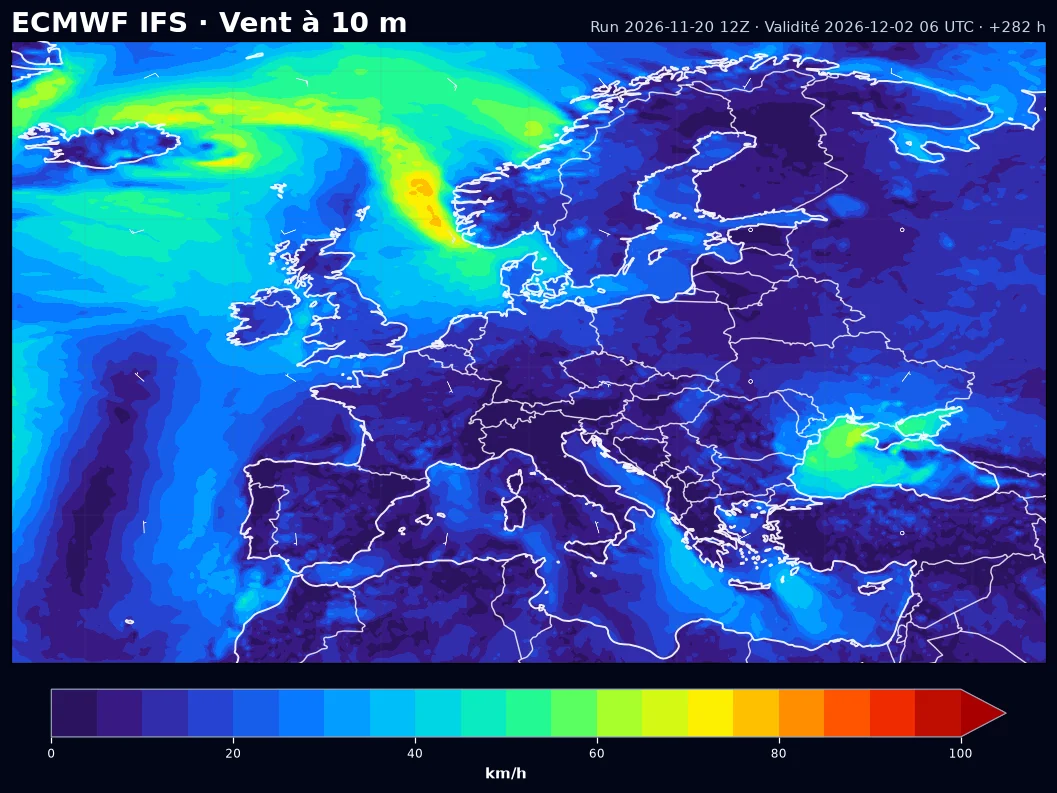 ECMWF IFS · Vent à 10 m
Run 2026-11-20 12Z · Validité 2026-12-02 06 UTC · +282 h
0 20 40 60 80 100
km/h